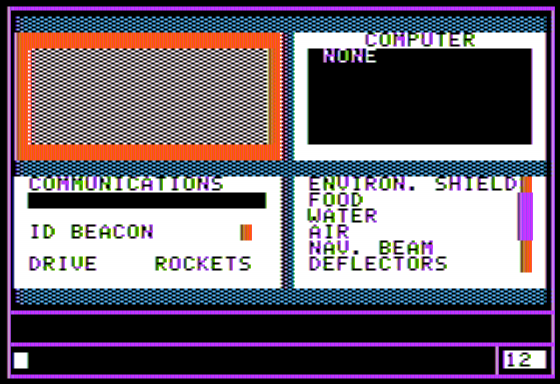 COMPUTER
NONE
COMMUNICATIONS
ID BEACON
DRIVE ROCKETS
ENVIRON. SHIELD
FOOD
WATER
AIR
NAV. BEAM
DEFLECTORS
12